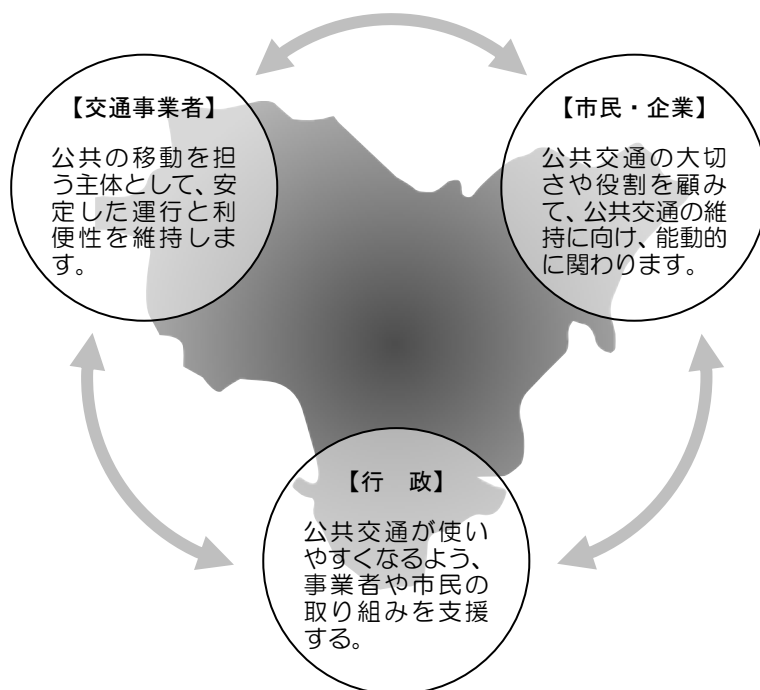 【交通事業者】
公共の移動を担
う主体として、安
定した運行と利
便性を維持しま
す。
【市民・企業】
公共交通の大切
さや役割を顧み
て、公共交通の維
持に向け、能動的
に関わります。
【行　政】
公共交通が使い
やすくなるよう、
事業者や市民の
取り組みを支援
する。